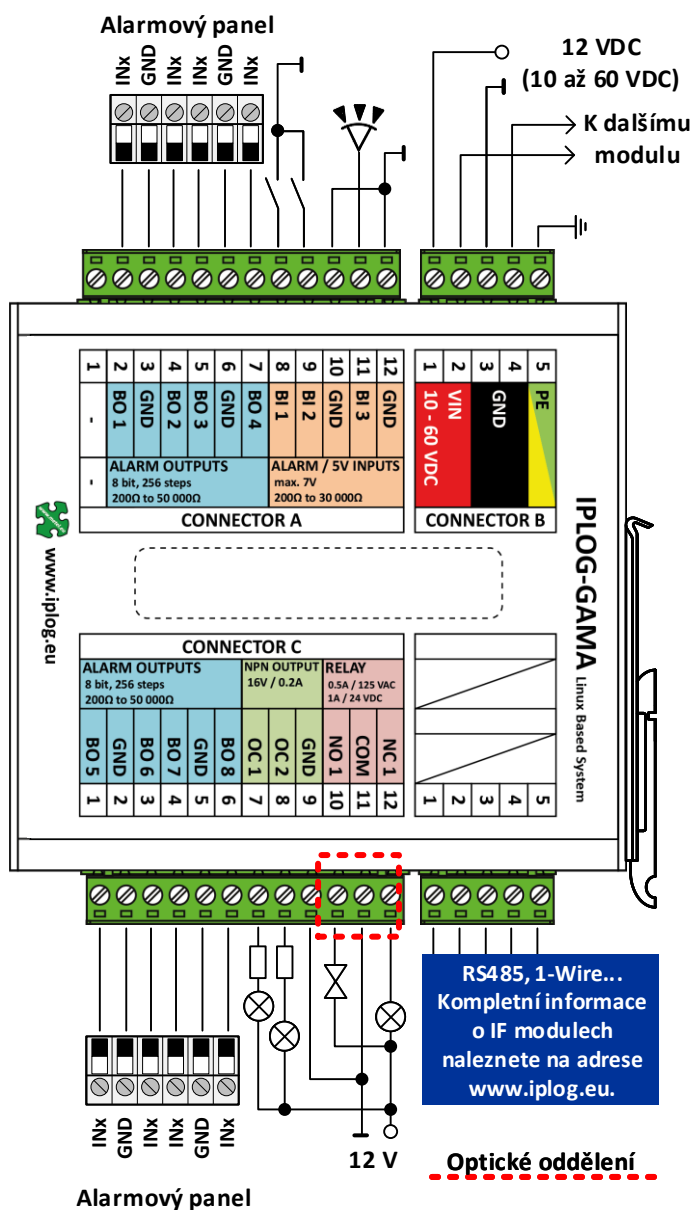 Alarmový panel
INx GND INx INx GND INx
12 VDC
(10 až 60 VDC)
K dalšímu
modulu
1 2 3 4 5 6 7 8 9 10 11 12
- BO 1 GND BO 2 BO 3 GND BO 4 BI 1 BI 2 GND BI 3 GND
-
ALARM OUTPUTS
8 bit, 256 steps
200Ω to 50 000Ω
ALARM / 5V INPUTS
max. 7V
200Ω to 30 000Ω
CONNECTOR A
1 2 3 4 5
VIN
10 - 60 VDC
GND
PE
CONNECTOR B
www.iplog.eu
IPLOG-GAMA Linux Based System
CONNECTOR C
ALARM OUTPUTS
8 bit, 256 steps
200Ω to 50 000Ω
NPN OUTPUT
16V / 0.2A
RELAY
0.5A / 125 VAC
1A / 24 VDC
BO 5 GND BO 6 BO 7 GND BO 8 OC 1 OC 2 GND NO 1 COM NC 1
1 2 3 4 5 6 7 8 9 10 11 12
1 2 3 4 5
RS485, 1-Wire...
Kompletní informace
o IF modulech
naleznete na adrese
www.iplog.eu.
INx GND INx INx GND INx
12 V
Optické oddělení
Alarmový panel